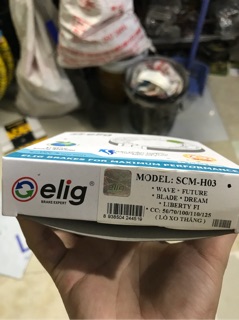 ELIG BRAKES FOR MAXIMUM PERFORMANCE
elig
BRAKE EXPERT
MODEL: SCM-H03
• WAVE • FUTURE
• BLADE • DREAM
• LIBERTY FI
• CC: 50/70/100/110/125
( LÒ XO THẲNG )